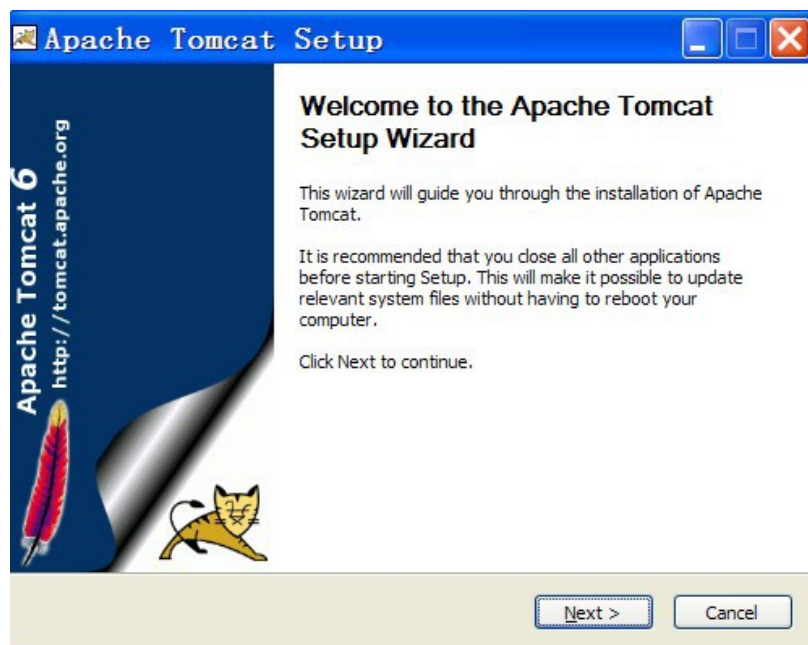 Apache Tomcat Setup
Apache Tomcat 6
http://tomcat.apache.org
Welcome to the Apache Tomcat
Setup Wizard
This wizard will guide you through the installation of Apache
Tomcat.
It is recommended that you close all other applications
before starting Setup. This will make it possible to update
relevant system files without having to reboot your
computer.
Click Next to continue.
Next >
Cancel